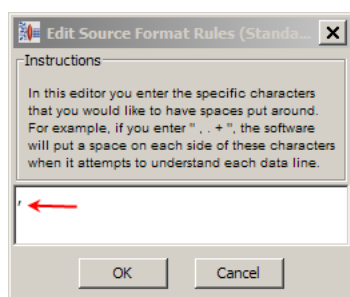 Edit Source Format Rules (Standa...
Instructions
In this editor you enter the specific characters
that you would like to have spaces put around.
For example, if you enter " , . + ", the software
will put a space on each side of these characters
when it attempts to understand each data line.
,
OK Cancel